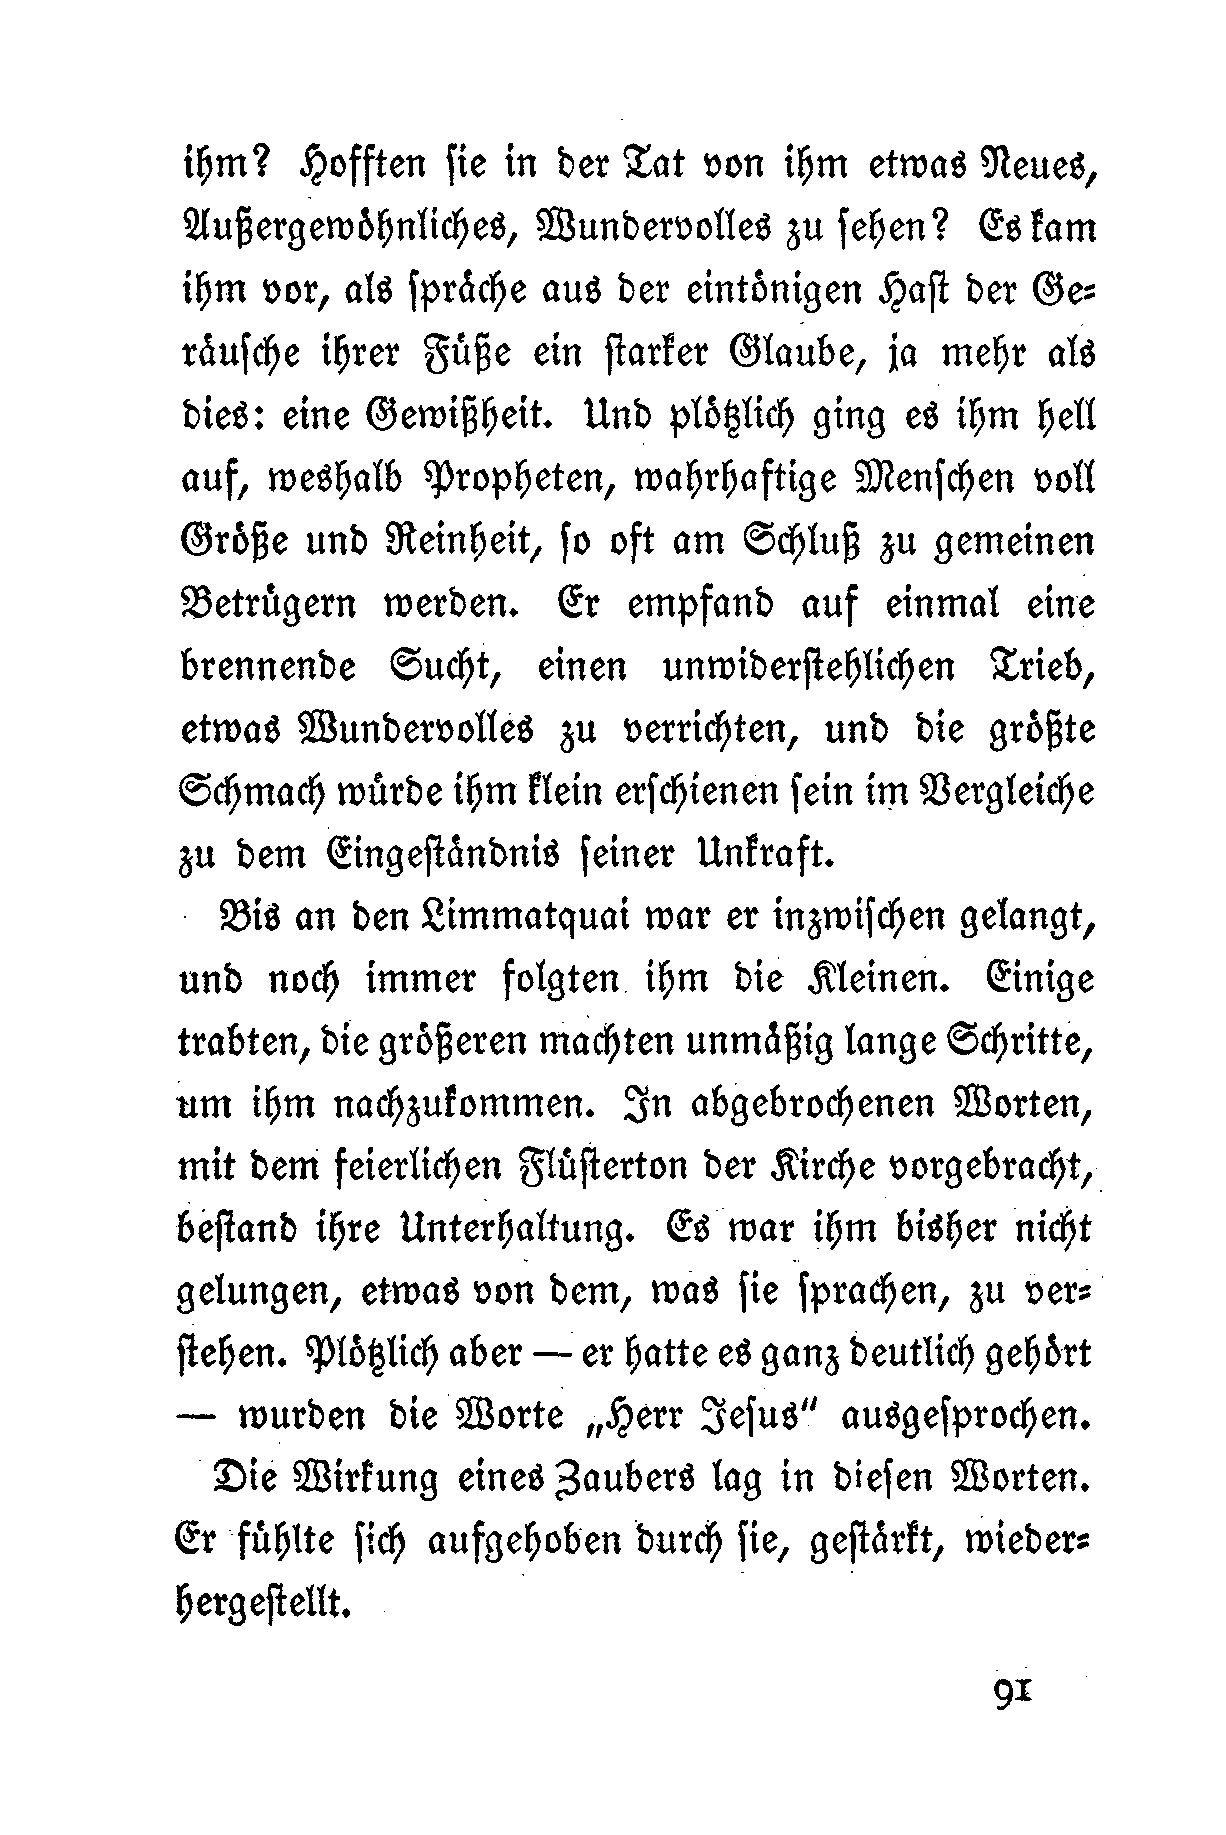 ihm? Hofften sie in der Tat von ihm etwas Neues,
Außergewöhnliches, Wundervolles zu sehen? Es kam
ihm vor, als spräche aus der eintönigen Hast der Ge-
räusche ihrer Füße ein starker Glaube, ja mehr als
dies: eine Gewißheit. Und plötzlich ging es ihm hell
auf, weshalb Propheten, wahrhaftige Menschen voll
Größe und Reinheit, so oft am Schluß zu gemeinen
Betrügern werden. Er empfand auf einmal eine
brennende Sucht, einen unwiderstehlichen Trieb,
etwas Wundervolles zu verrichten, und die größte
Schmach würde ihm klein erschienen sein im Vergleiche
zu dem Eingeständnis seiner Unkraft.
Bis an den Limmatquai war er inzwischen gelangt,
und noch immer folgten ihm die Kleinen. Einige
trabten, die größeren machten unmäßig lange Schritte,
um ihm nachzukommen. In abgebrochenen Worten,
mit dem feierlichen Flüsterton der Kirche vorgebracht,
bestand ihre Unterhaltung. Es war ihm bisher nicht
gelungen, etwas von dem, was sie sprachen, zu ver-
stehen. Plötzlich aber — er hatte es ganz deutlich gehört
— wurden die Worte „Herr Jesus“ ausgesprochen.
Die Wirkung eines Zaubers lag in diesen Worten.
Er fühlte sich aufgehoben durch sie, gestärkt, wieder-
hergestellt.
91